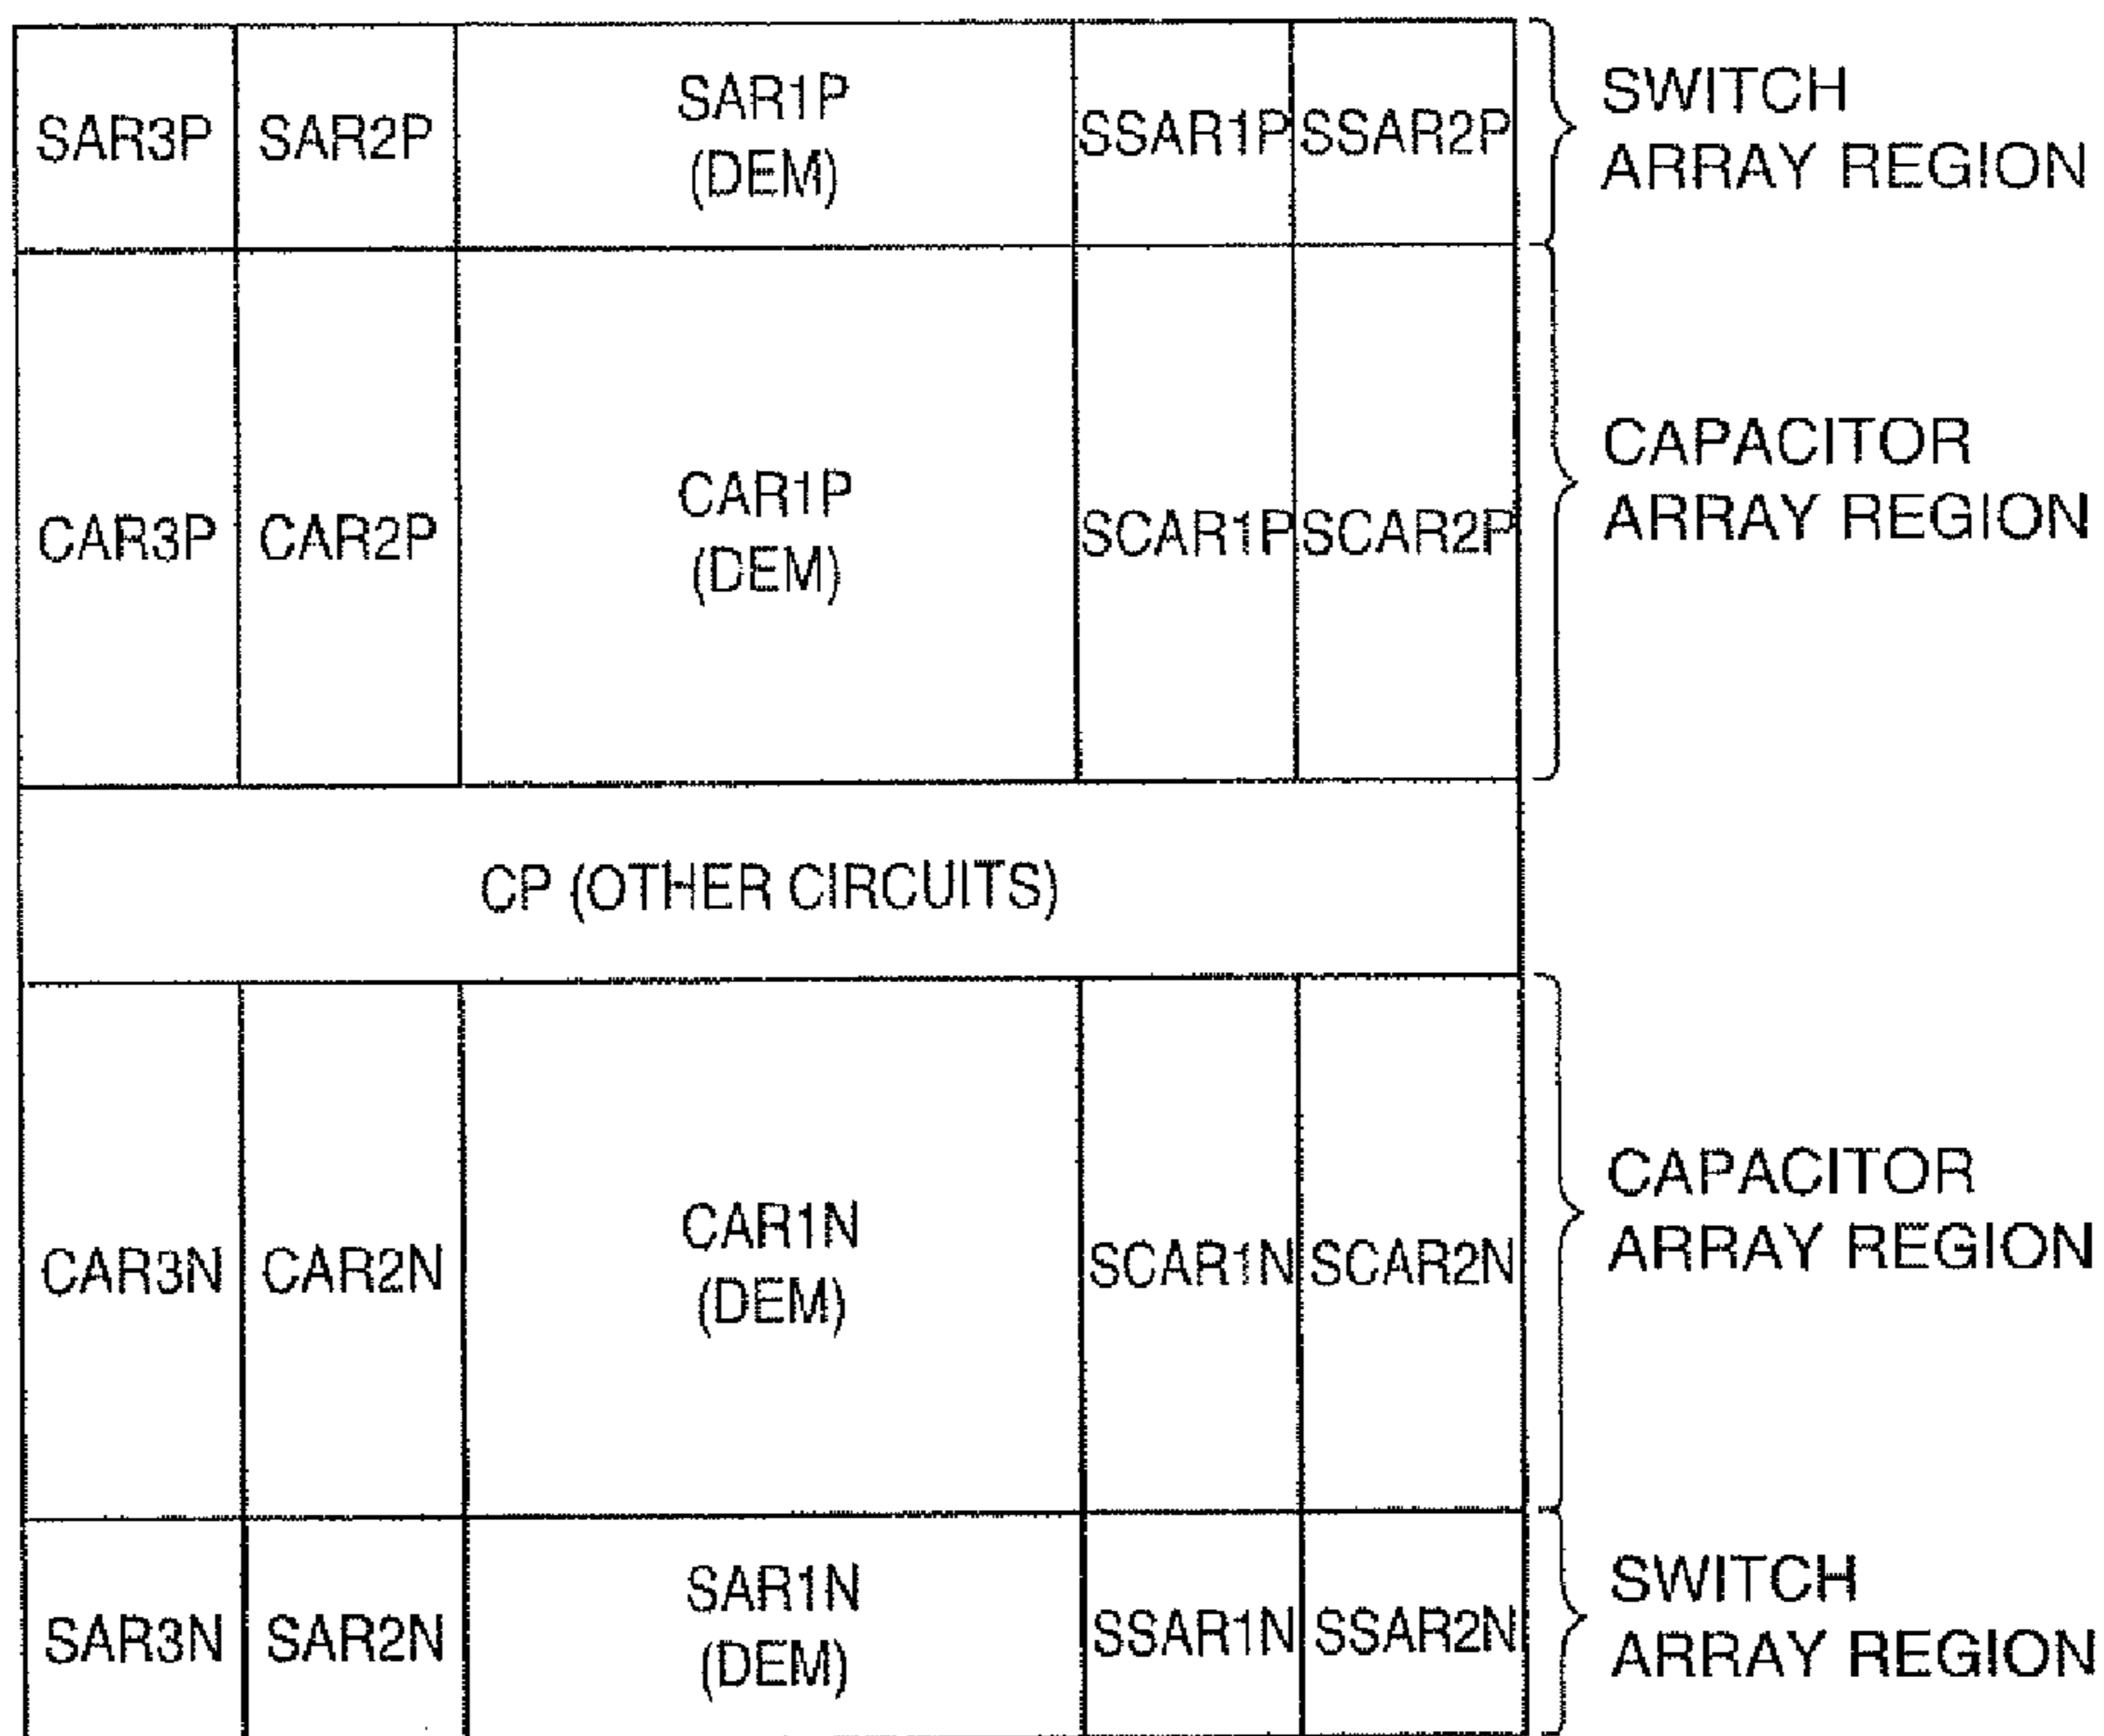 SAR3P SAR2P SAR1P (DEM) SSAR1P SSAR2P
SWITCH
ARRAY REGION
CAR3P CAR2P CAR1P (DEM) SCAR1P SCAR2P
CAPACITOR
ARRAY REGION
CP (OTHER CIRCUITS)
CAR3N CAR2N CAR1N (DEM) SCAR1N SCAR2N
CAPACITOR
ARRAY REGION
SAR3N SAR2N SAR1N (DEM) SSAR1N SSAR2N
SWITCH
ARRAY REGION